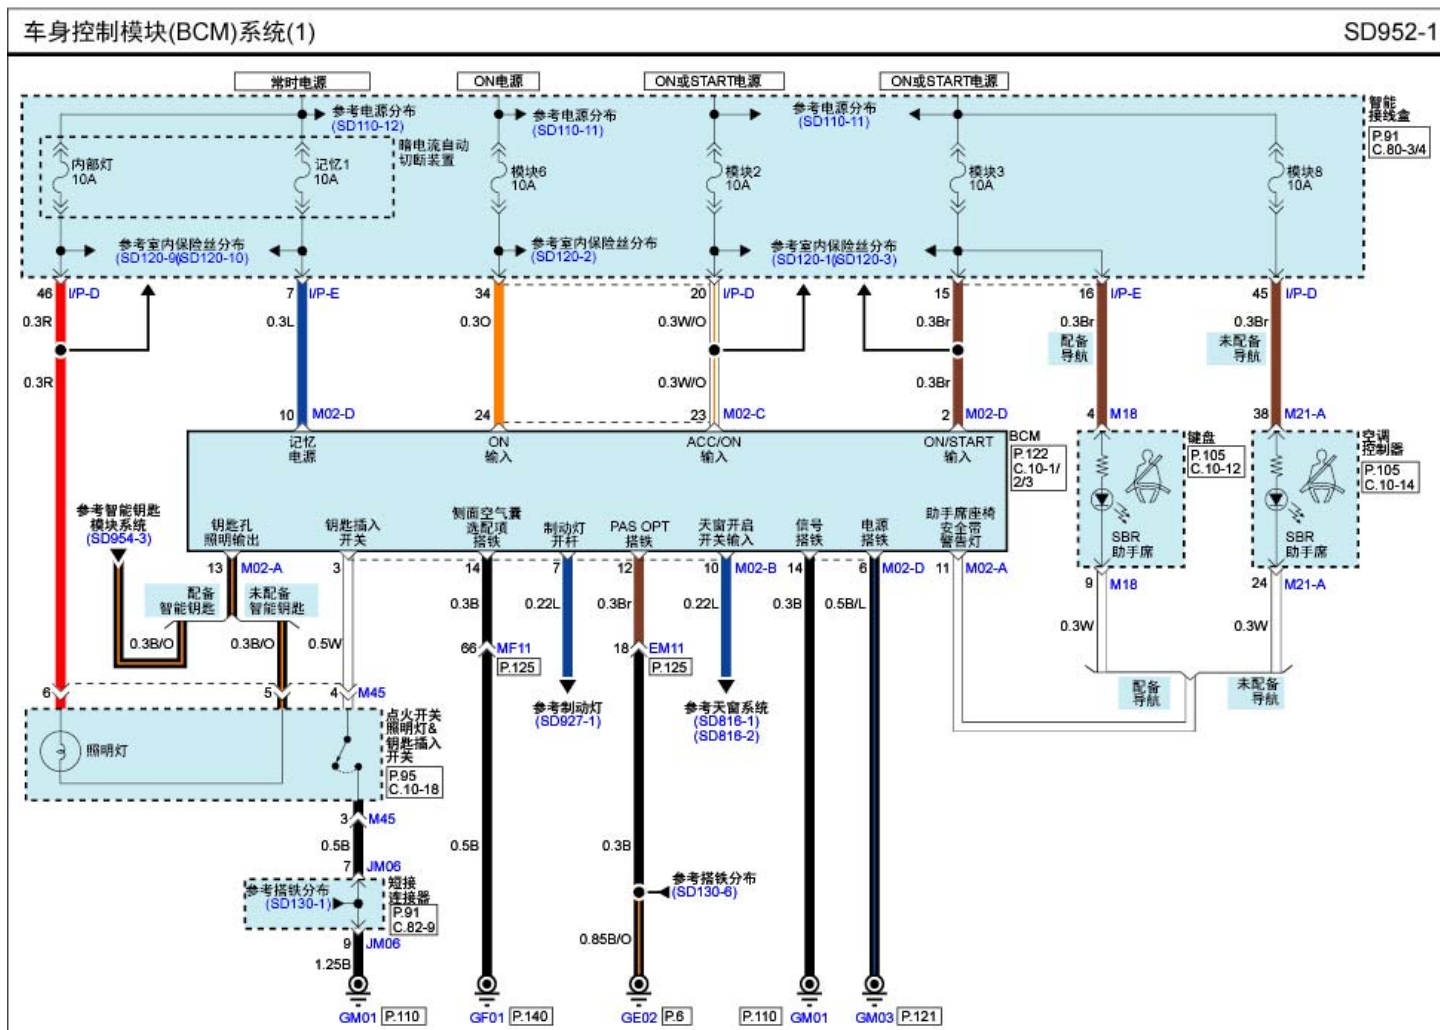 车身控制模块(BCM)系统(1)
SD952-1
常时电源
ON电源
ON或START电源
ON或START电源
参考电源分布
(SD110-12)
参考电源分布
(SD110-11)
参考电源分布
(SD110-11)
智能
接线盒
P.91
C.80-3/4
暗电流自动
切断装置
内部灯
10A
记忆1
10A
模块6
10A
模块2
10A
模块3
10A
模块8
10A
参考室内保险丝分布
(SD120-9)(SD120-10)
参考室内保险丝分布
(SD120-2)
参考室内保险丝分布
(SD120-1)(SD120-3)
46 I/P-D
7 I/P-E
34
20 I/P-D
15
16 I/P-E
45 I/P-D
0.3R
0.3L
0.3O
0.3W/O
0.3Br
0.3Br
0.3Br
配备
导航
未配备
导航
0.3R
0.3W/O
0.3Br
10 M02-D
24
23 M02-C
2 M02-D
4 M18
38 M21-A
记忆
电源
ON
输入
ACC/ON
输入
ON/START
输入
BCM
P.122
C.10-1/
2/3
键盘
P.105
C.10-12
空调
控制器
P.105
C.10-14
SBR
助手席
SBR
助手席
参考智能钥匙
模块系统
(SD954-3)
钥匙孔
照明输出
钥匙插入
开关
侧面空气囊
选配项
搭铁
制动灯
开杆
PAS OPT
搭铁
天窗开启
开关输入
信号
搭铁
电源
搭铁
助手席座椅
安全带
警告灯
13 M02-A
3
14
7
12
10 M02-B
14
6 M02-D
11 M02-A
9 M18
24 M21-A
配备
智能钥匙
未配备
智能钥匙
0.3B/O
0.3B/O
0.5W
0.3B
0.22L
0.3Br
0.22L
0.3B
0.5B/L
0.3W
0.3W
66 MF11
P.125
18 EM11
P.125
配备
导航
未配备
导航
6
5
4 M45
参考制动灯
(SD927-1)
参考天窗系统
(SD816-1)
(SD816-2)
照明灯
点火开关
照明灯&
钥匙插入
开关
P.95
C.10-18
3 M45
0.5B
0.5B
0.3B
7 JM06
参考搭铁分布
(SD130-1)
短接
连接器
P.91
C.82-9
参考搭铁分布
(SD130-6)
9 JM06
1.25B
0.85B/O
GM01 P.110
GF01 P.140
GE02 P.6
P.110 GM01
GM03 P.121